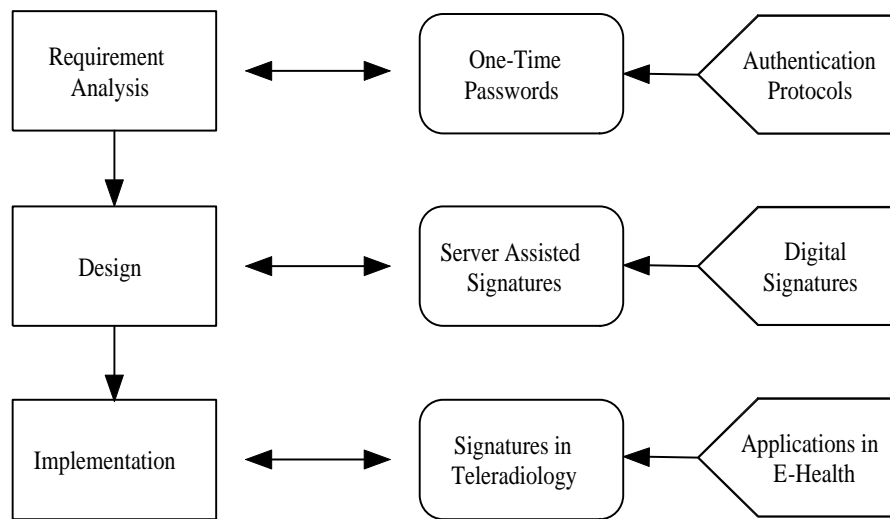 Requirement
Analysis
One-Time
Passwords
Authentication
Protocols
Design
Server Assisted
Signatures
Digital
Signatures
Implementation
Signatures in
Teleradiology
Applications in
E-Health